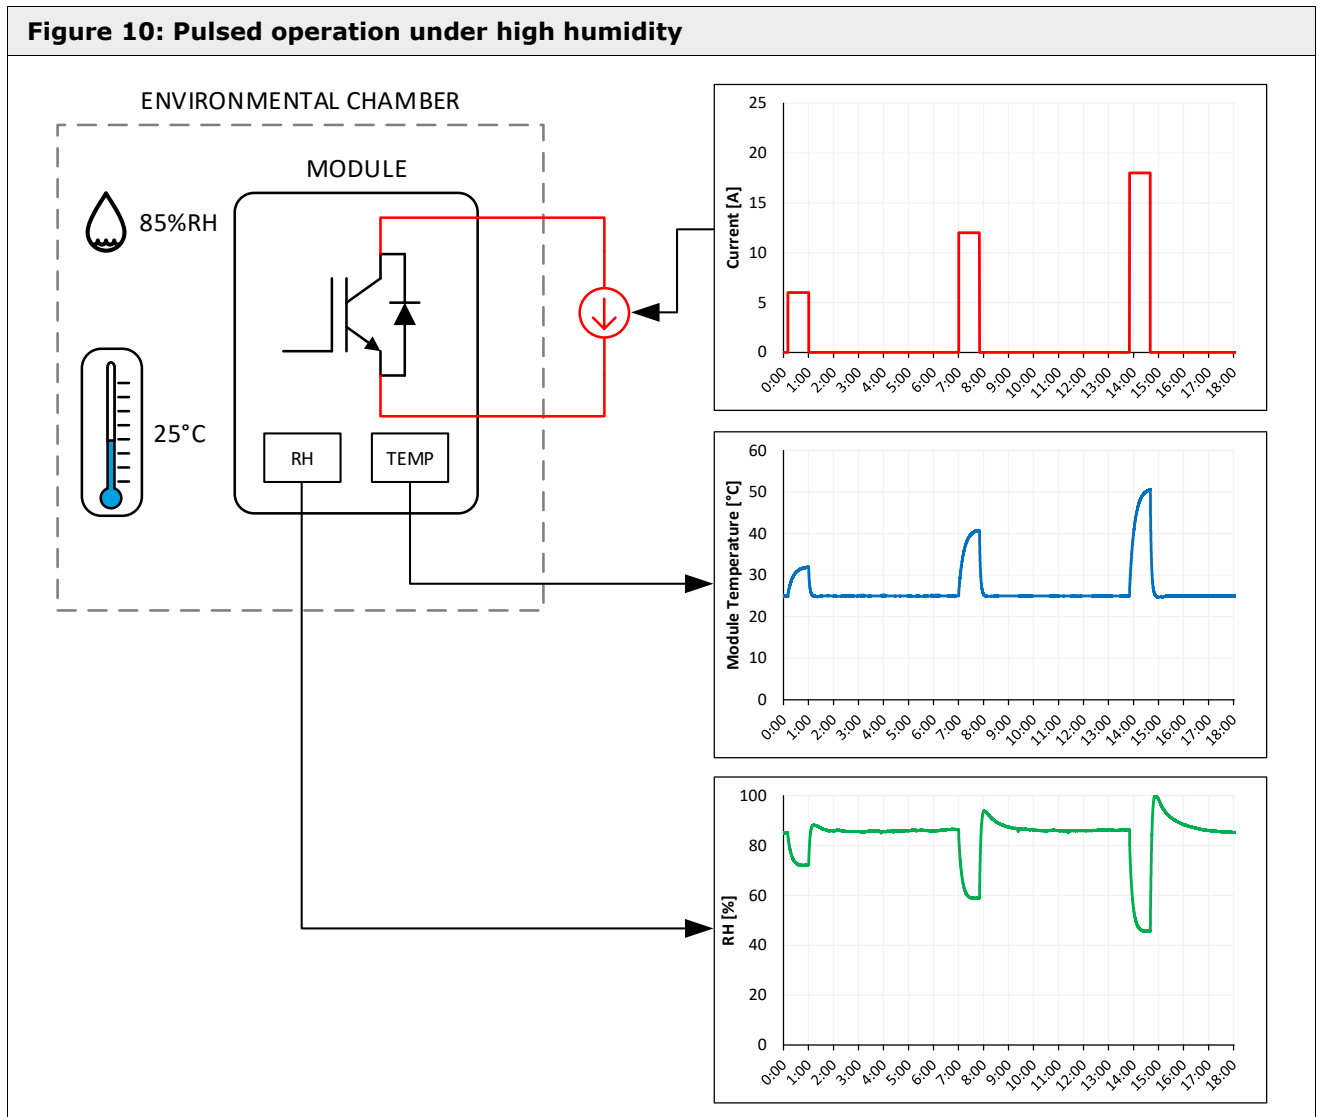 Figure 10: Pulsed operation under high humidity
ENVIRONMENTAL CHAMBER
MODULE
85%RH
25°C
RH
TEMP
Current [A]
25
20
15
10
5
0
0:00 1:00 2:00 3:00 4:00 5:00 6:00 7:00 8:00 9:00 10:00 11:00 12:00 13:00 14:00 15:00 16:00 17:00 18:00
Module Temperature [°C]
60
50
40
30
20
10
0
0:00 1:00 2:00 3:00 4:00 5:00 6:00 7:00 8:00 9:00 10:00 11:00 12:00 13:00 14:00 15:00 16:00 17:00 18:00
RH [%]
100
80
60
40
20
0
0:00 1:00 2:00 3:00 4:00 5:00 6:00 7:00 8:00 9:00 10:00 11:00 12:00 13:00 14:00 15:00 16:00 17:00 18:00